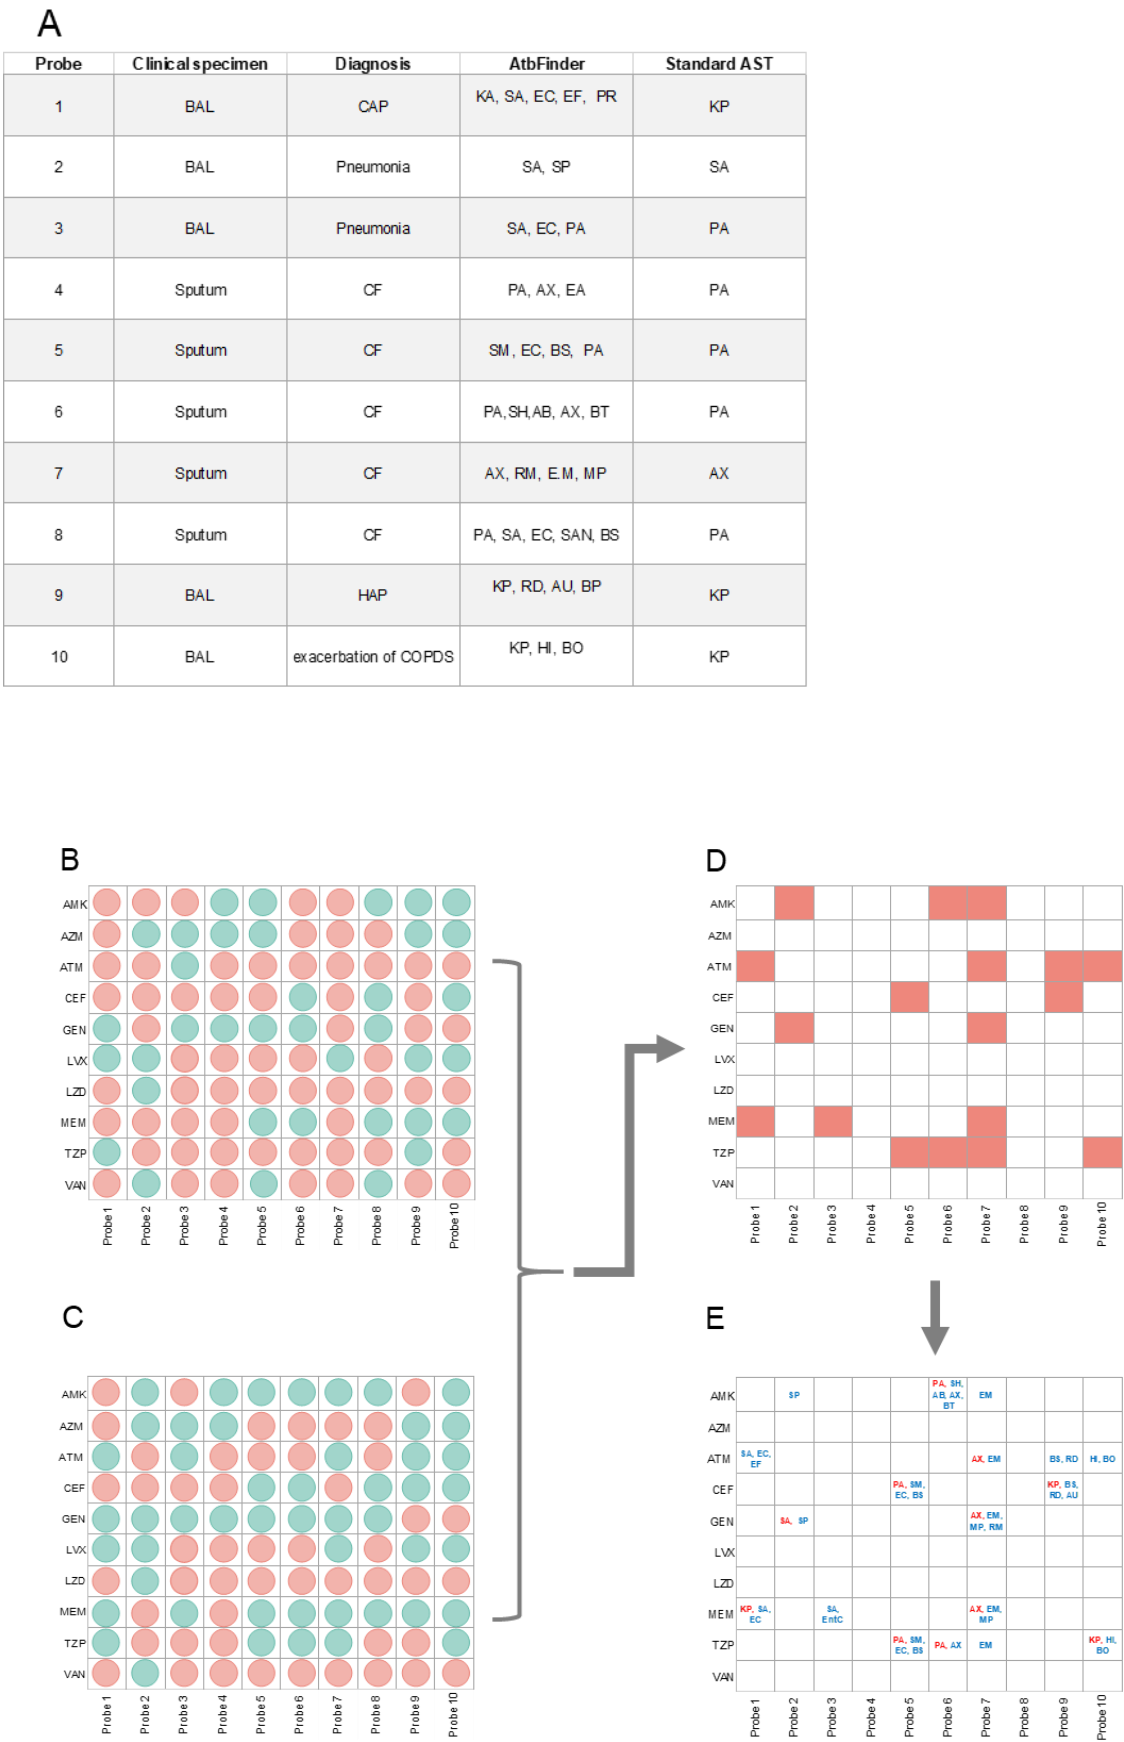 A
Probe Clinical specimen Diagnosis AtbFinder Standard AST
1 BAL CAP KA, SA, EC, EF, PR KP
2 BAL Pneumonia SA, SP SA
3 BAL Pneumonia SA, EC, PA PA
4 Sputum CF PA, AX, EA PA
5 Sputum CF SM, EC, BS, PA PA
6 Sputum CF PA,SH,AB, AX, BT PA
7 Sputum CF AX, RM, E.M, MP AX
8 Sputum CF PA, SA, EC, SAN, BS PA
9 BAL HAP KP, RD, AU, BP KP
10 BAL exacerbation of COPDS KP, HI, BO KP
B
AMK
AZM
ATM
CEF
GEN
LVX
LZD
MEM
TZP
VAN
Probe 1 Probe 2 Probe 3 Probe 4 Probe 5 Probe 6 Probe 7 Probe 8 Probe 9 Probe 10
C
AMK
AZM
ATM
CEF
GEN
LVX
LZD
MEM
TZP
VAN
Probe 1 Probe 2 Probe 3 Probe 4 Probe 5 Probe 6 Probe 7 Probe 8 Probe 9 Probe 10
D
AMK
AZM
ATM
CEF
GEN
LVX
LZD
MEM
TZP
VAN
Probe 1 Probe 2 Probe 3 Probe 4 Probe 5 Probe 6 Probe 7 Probe 8 Probe 9 Probe 10
E
AMK SP PA, SH, AB, AX, BT EM
AZM
ATM SA, EC, EF AX, EM BS, RD HI, BO
CEF PA, SM, EC, BS KP, BS, RD, AU
GEN SA, SP AX, EM, MP, RM
LVX
LZD
MEM KP, SA, EC SA, EntC AX, EM, MP
TZP PA, SM, EC, BS PA, AX EM KP, HI, BO
VAN
Probe 1 Probe 2 Probe 3 Probe 4 Probe 5 Probe 6 Probe 7 Probe 8 Probe 9 Probe 10